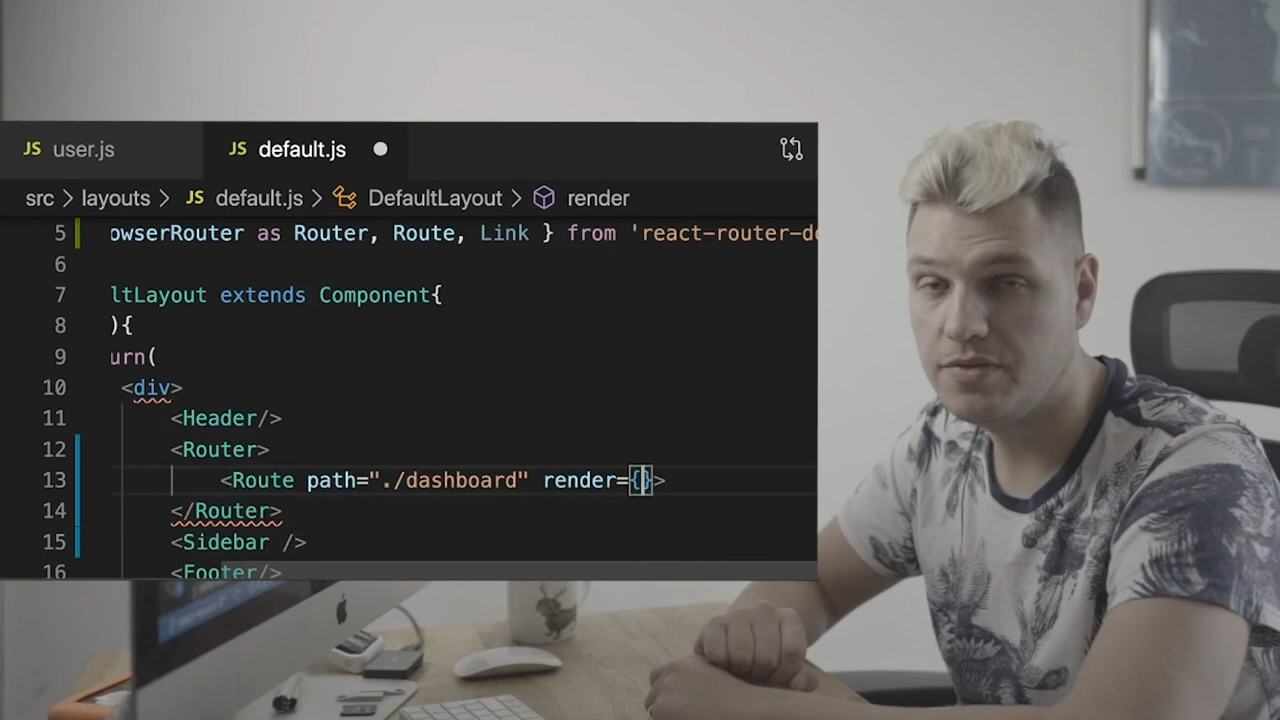 JS user.js JS default.js
src > layouts > JS default.js > DefaultLayout > render
5 owserRouter as Router, Route, Link } from 'react-router-do
6
7 ltLayout extends Component{
8 ){
9 urn(
10 <div>
11 <Header/>
12 <Router>
13 <Route path="./dashboard" render={}>
14 </Router>
15 <Sidebar />
16 <Footer/>